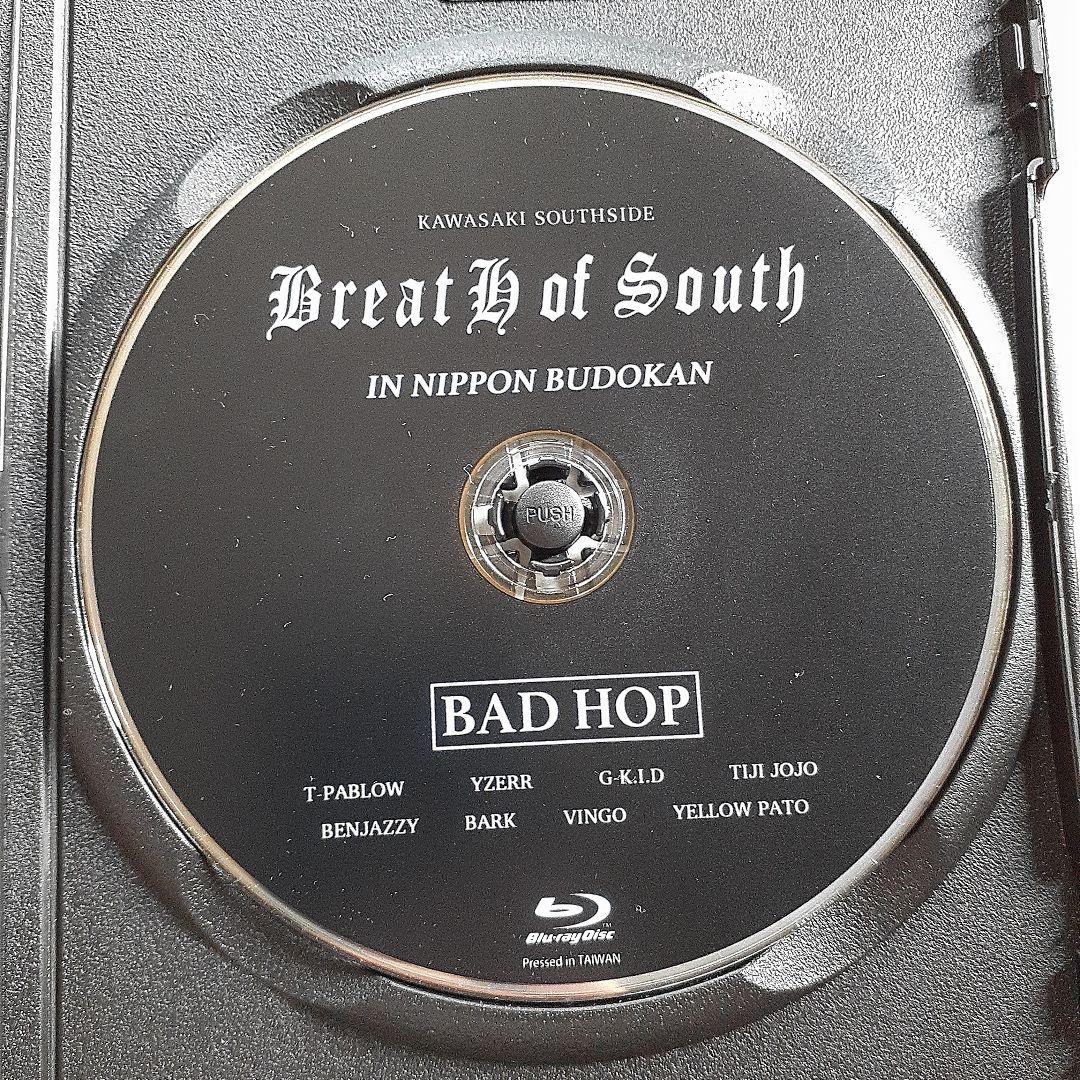 KAWASAKI SOUTHSIDE
BreatH of South
IN NIPPON BUDOKAN
PUSH
BAD HOP
T-PABLOW YZERR G-K.I.D TIJI JOJO
BENJAZZY BARK VINGO YELLOW PATO
Blu-ray Disc TM
Pressed in TAIWAN